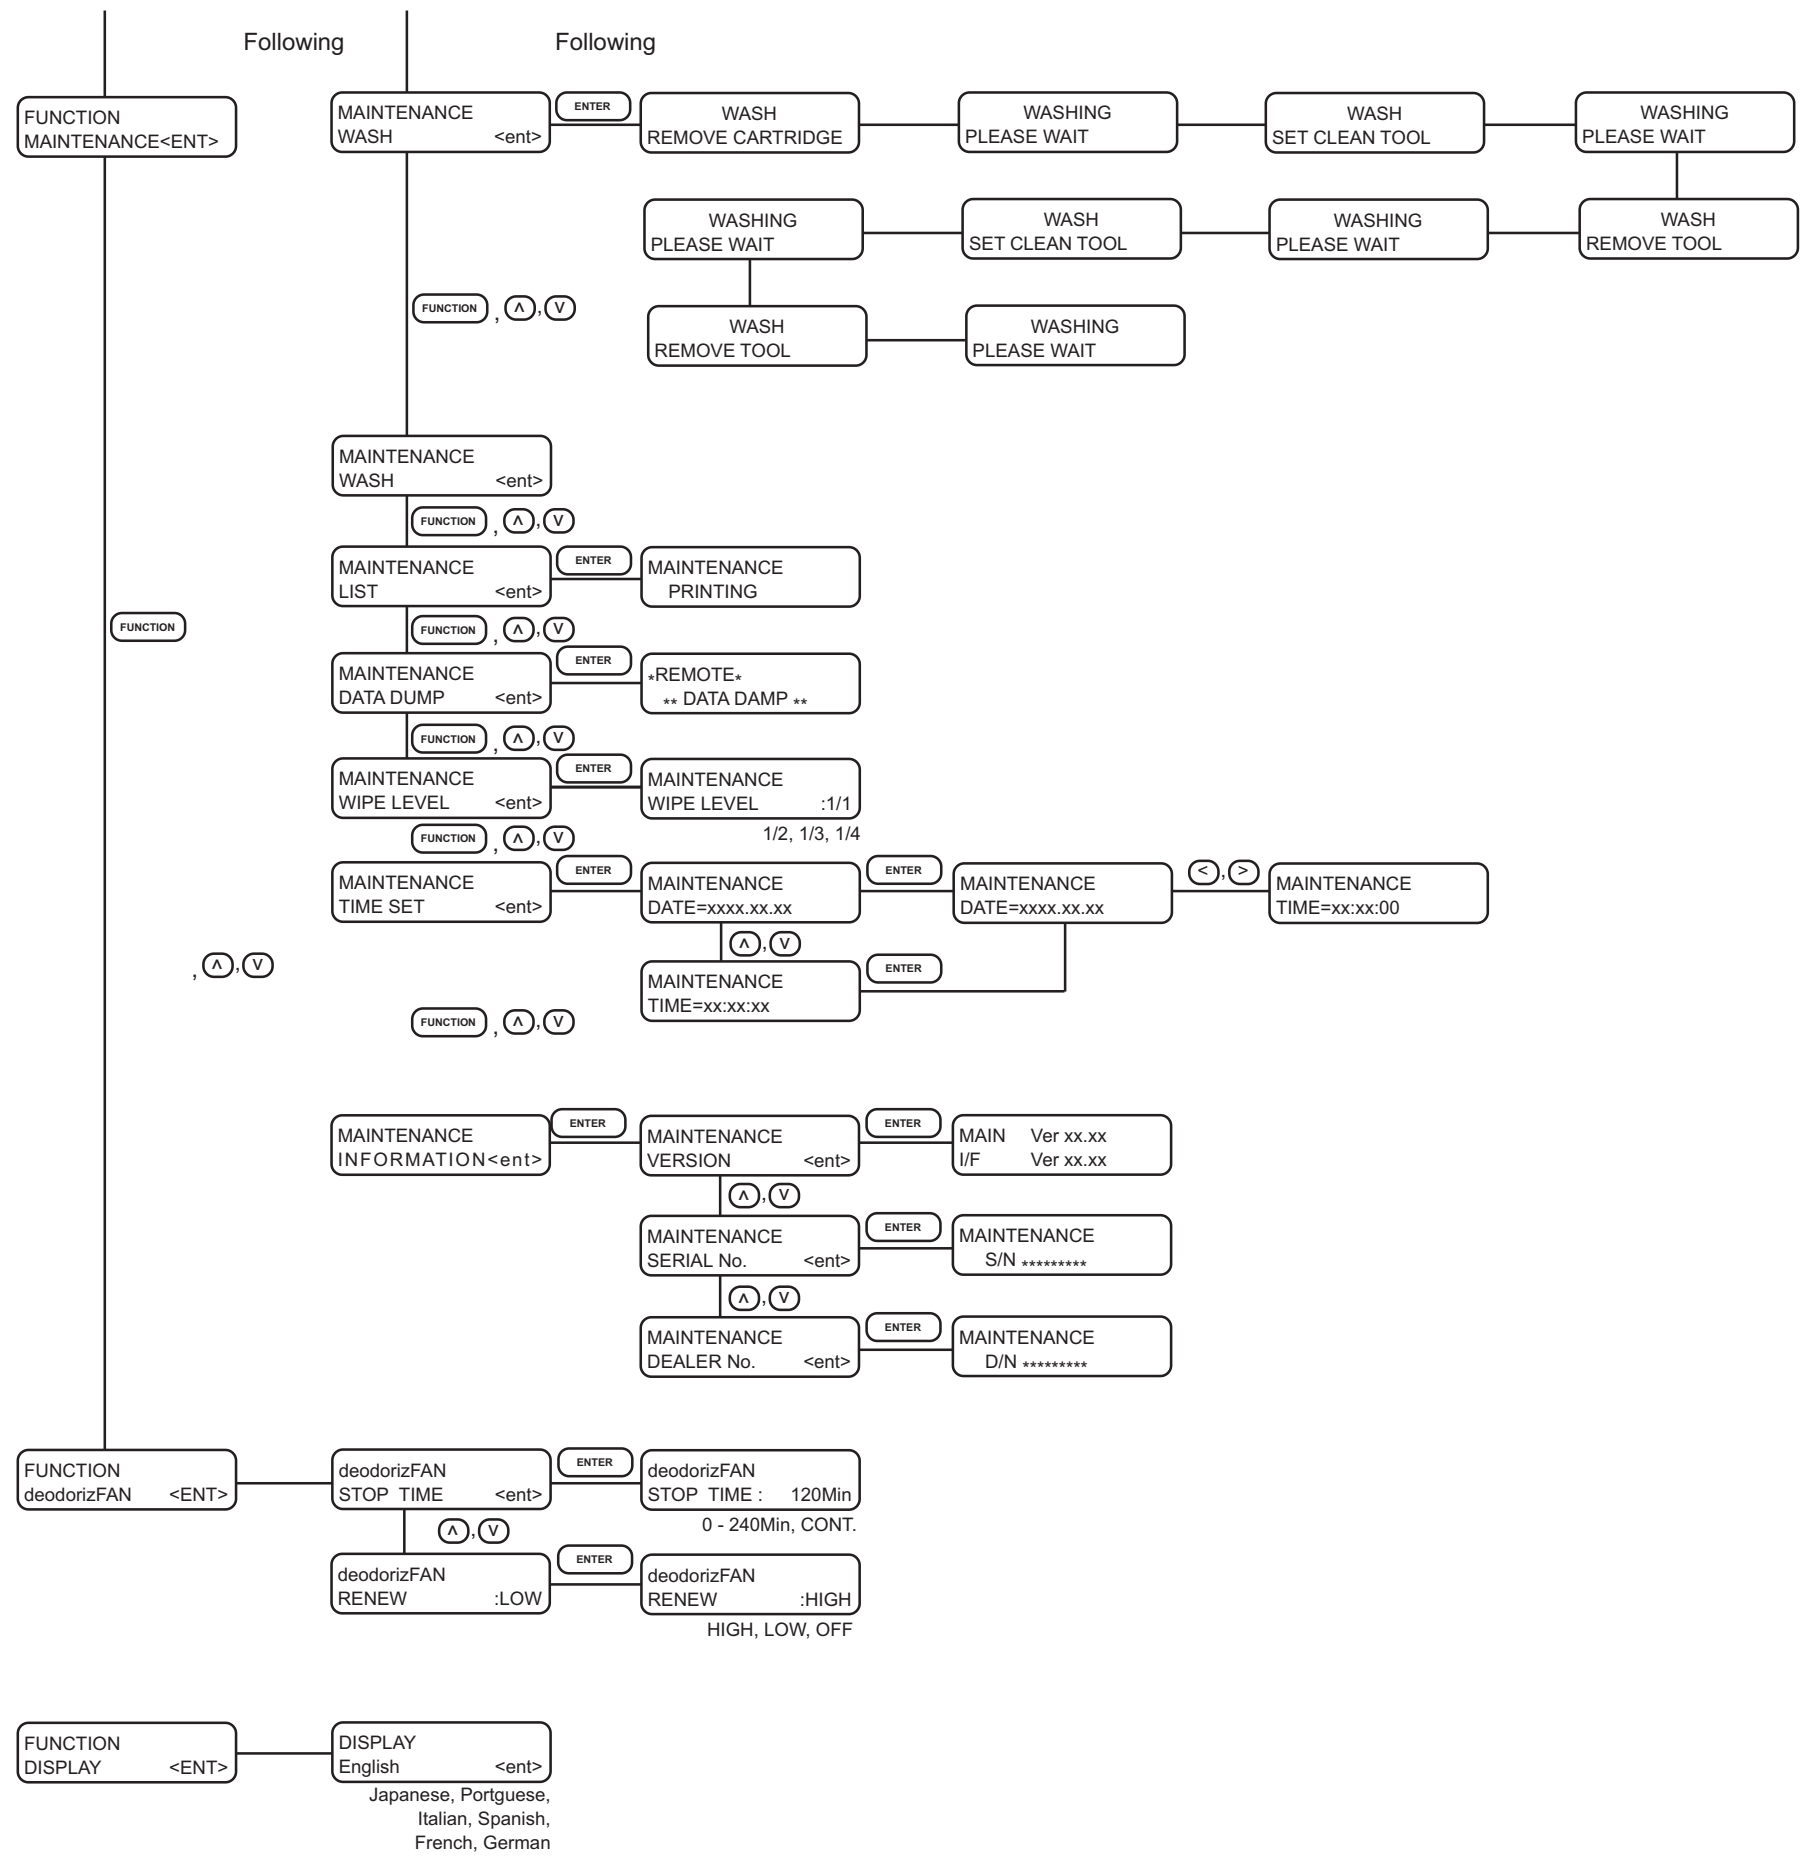 Following
Following
FUNCTION
MAINTENANCE<ENT>
MAINTENANCE
WASH <ent>
ENTER
WASH
REMOVE CARTRIDGE
WASHING
PLEASE WAIT
WASH
SET CLEAN TOOL
WASHING
PLEASE WAIT
WASHING
PLEASE WAIT
WASH
SET CLEAN TOOL
WASHING
PLEASE WAIT
WASH
REMOVE TOOL
FUNCTION , ^, V
WASH
REMOVE TOOL
WASHING
PLEASE WAIT
MAINTENANCE
WASH <ent>
FUNCTION , ^, V
MAINTENANCE
LIST <ent>
ENTER
MAINTENANCE
PRINTING
FUNCTION
FUNCTION , ^, V
MAINTENANCE
DATA DUMP <ent>
ENTER
*REMOTE*
** DATA DAMP **
FUNCTION , ^, V
MAINTENANCE
WIPE LEVEL <ent>
ENTER
MAINTENANCE
WIPE LEVEL :1/1
1/2, 1/3, 1/4
FUNCTION , ^, V
MAINTENANCE
TIME SET <ent>
ENTER
MAINTENANCE
DATE=xxxx.xx.xx
ENTER
MAINTENANCE
DATE=xxxx.xx.xx
<, >
MAINTENANCE
TIME=xx:xx:00
^, V
, ^, V
MAINTENANCE
TIME=xx:xx:xx
ENTER
FUNCTION , ^, V
MAINTENANCE
INFORMATION<ent>
ENTER
MAINTENANCE
VERSION <ent>
ENTER
MAIN Ver xx.xx
I/F Ver xx.xx
^, V
MAINTENANCE
SERIAL No. <ent>
ENTER
MAINTENANCE
S/N *********
^, V
MAINTENANCE
DEALER No. <ent>
ENTER
MAINTENANCE
D/N *********
FUNCTION
deodorizFAN <ENT>
deodorizFAN
STOP TIME <ent>
ENTER
deodorizFAN
STOP TIME : 120Min
0 - 240Min, CONT.
^, V
deodorizFAN
RENEW :LOW
ENTER
deodorizFAN
RENEW :HIGH
HIGH, LOW, OFF
FUNCTION
DISPLAY <ENT>
DISPLAY
English <ent>
Japanese, Portguese,
Italian, Spanish,
French, German